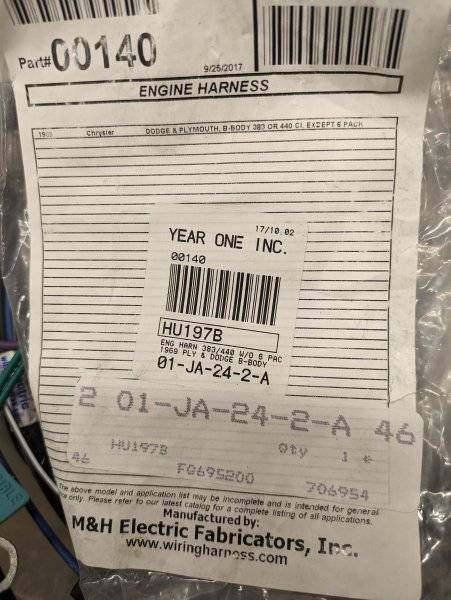 Part# 00140
9/25/2017
ENGINE HARNESS
Chrysler DODGE & PLYMOUTH, B-BODY 383 OR 440 CI, EXCEPT 6 PACK
17/10.02
YEAR ONE INC.
00140
HU197B
ENG HARN 383/440 W/O 6 PAC
1969 PLY & DODGE B-BODY
01-JA-24-2-A
2 01-JA-24-2-A 46
HU197B Qty 1
46 F0695200 706954
The above model and application list may be incomplete and is intended for general
use only. Please refer to our latest catalog for a complete listing of all applications.
Manufactured by:
M&H Electric Fabricators, Inc.
www.wiringharness.com